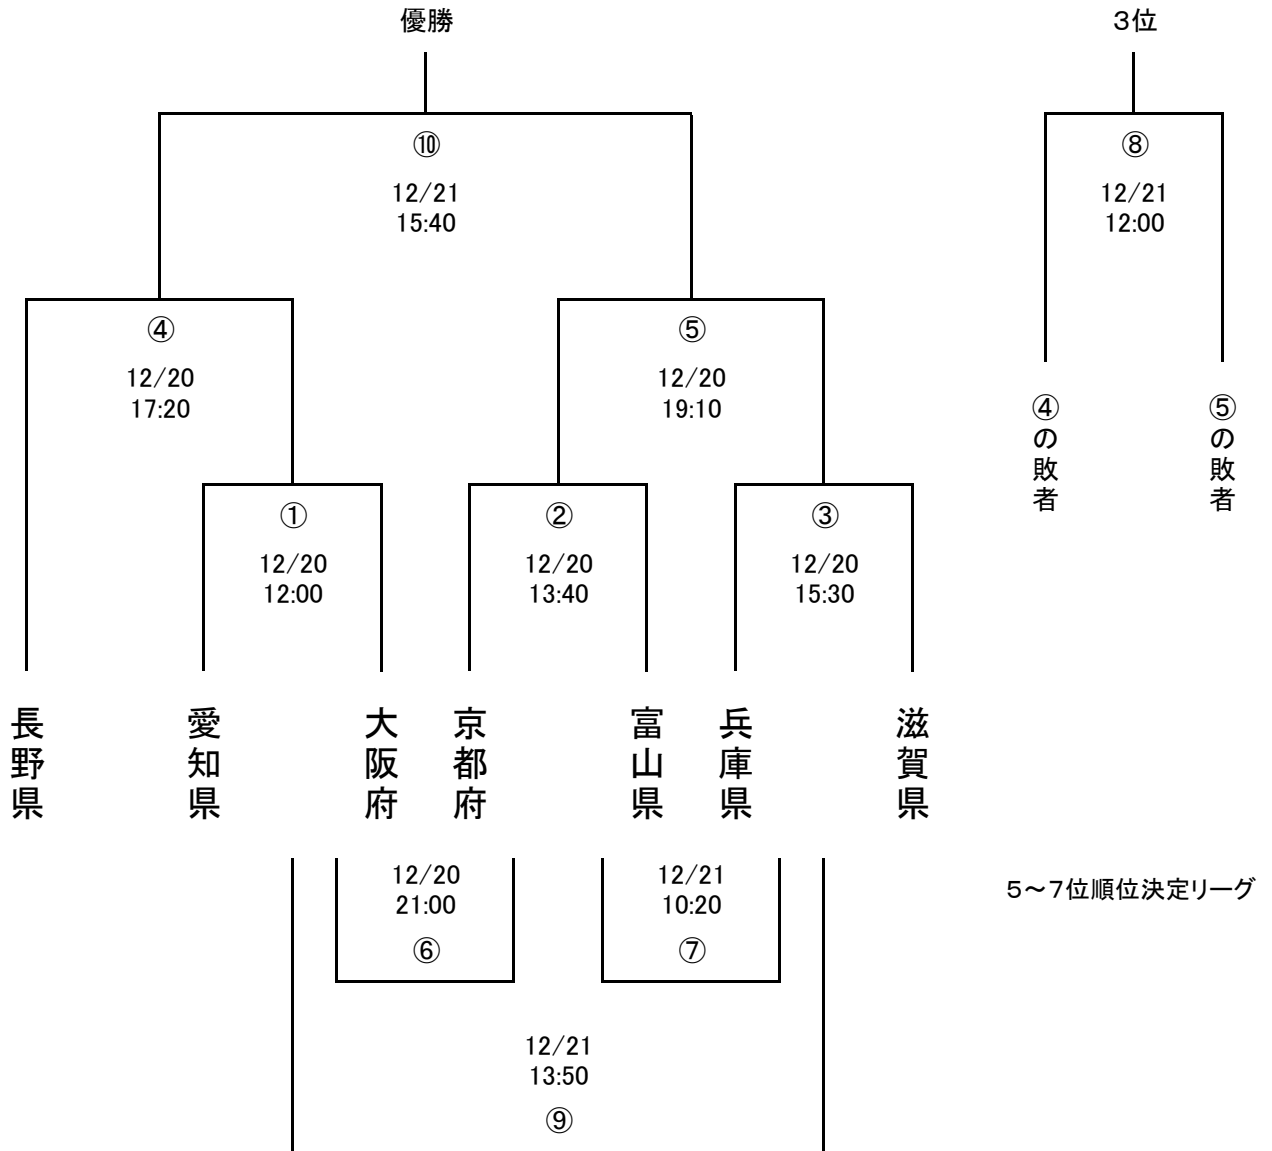 優勝
3位
⑩
12/21
15:40
⑧
12/21
12:00
④
12/20
17:20
⑤
12/20
19:10
④の敗者
⑤の敗者
①
12/20
12:00
②
12/20
13:40
③
12/20
15:30
長野県
愛知県
大阪府
京都府
富山県
兵庫県
滋賀県
12/20
21:00
⑥
12/21
10:20
⑦
5～7位順位決定リーグ
12/21
13:50
⑨